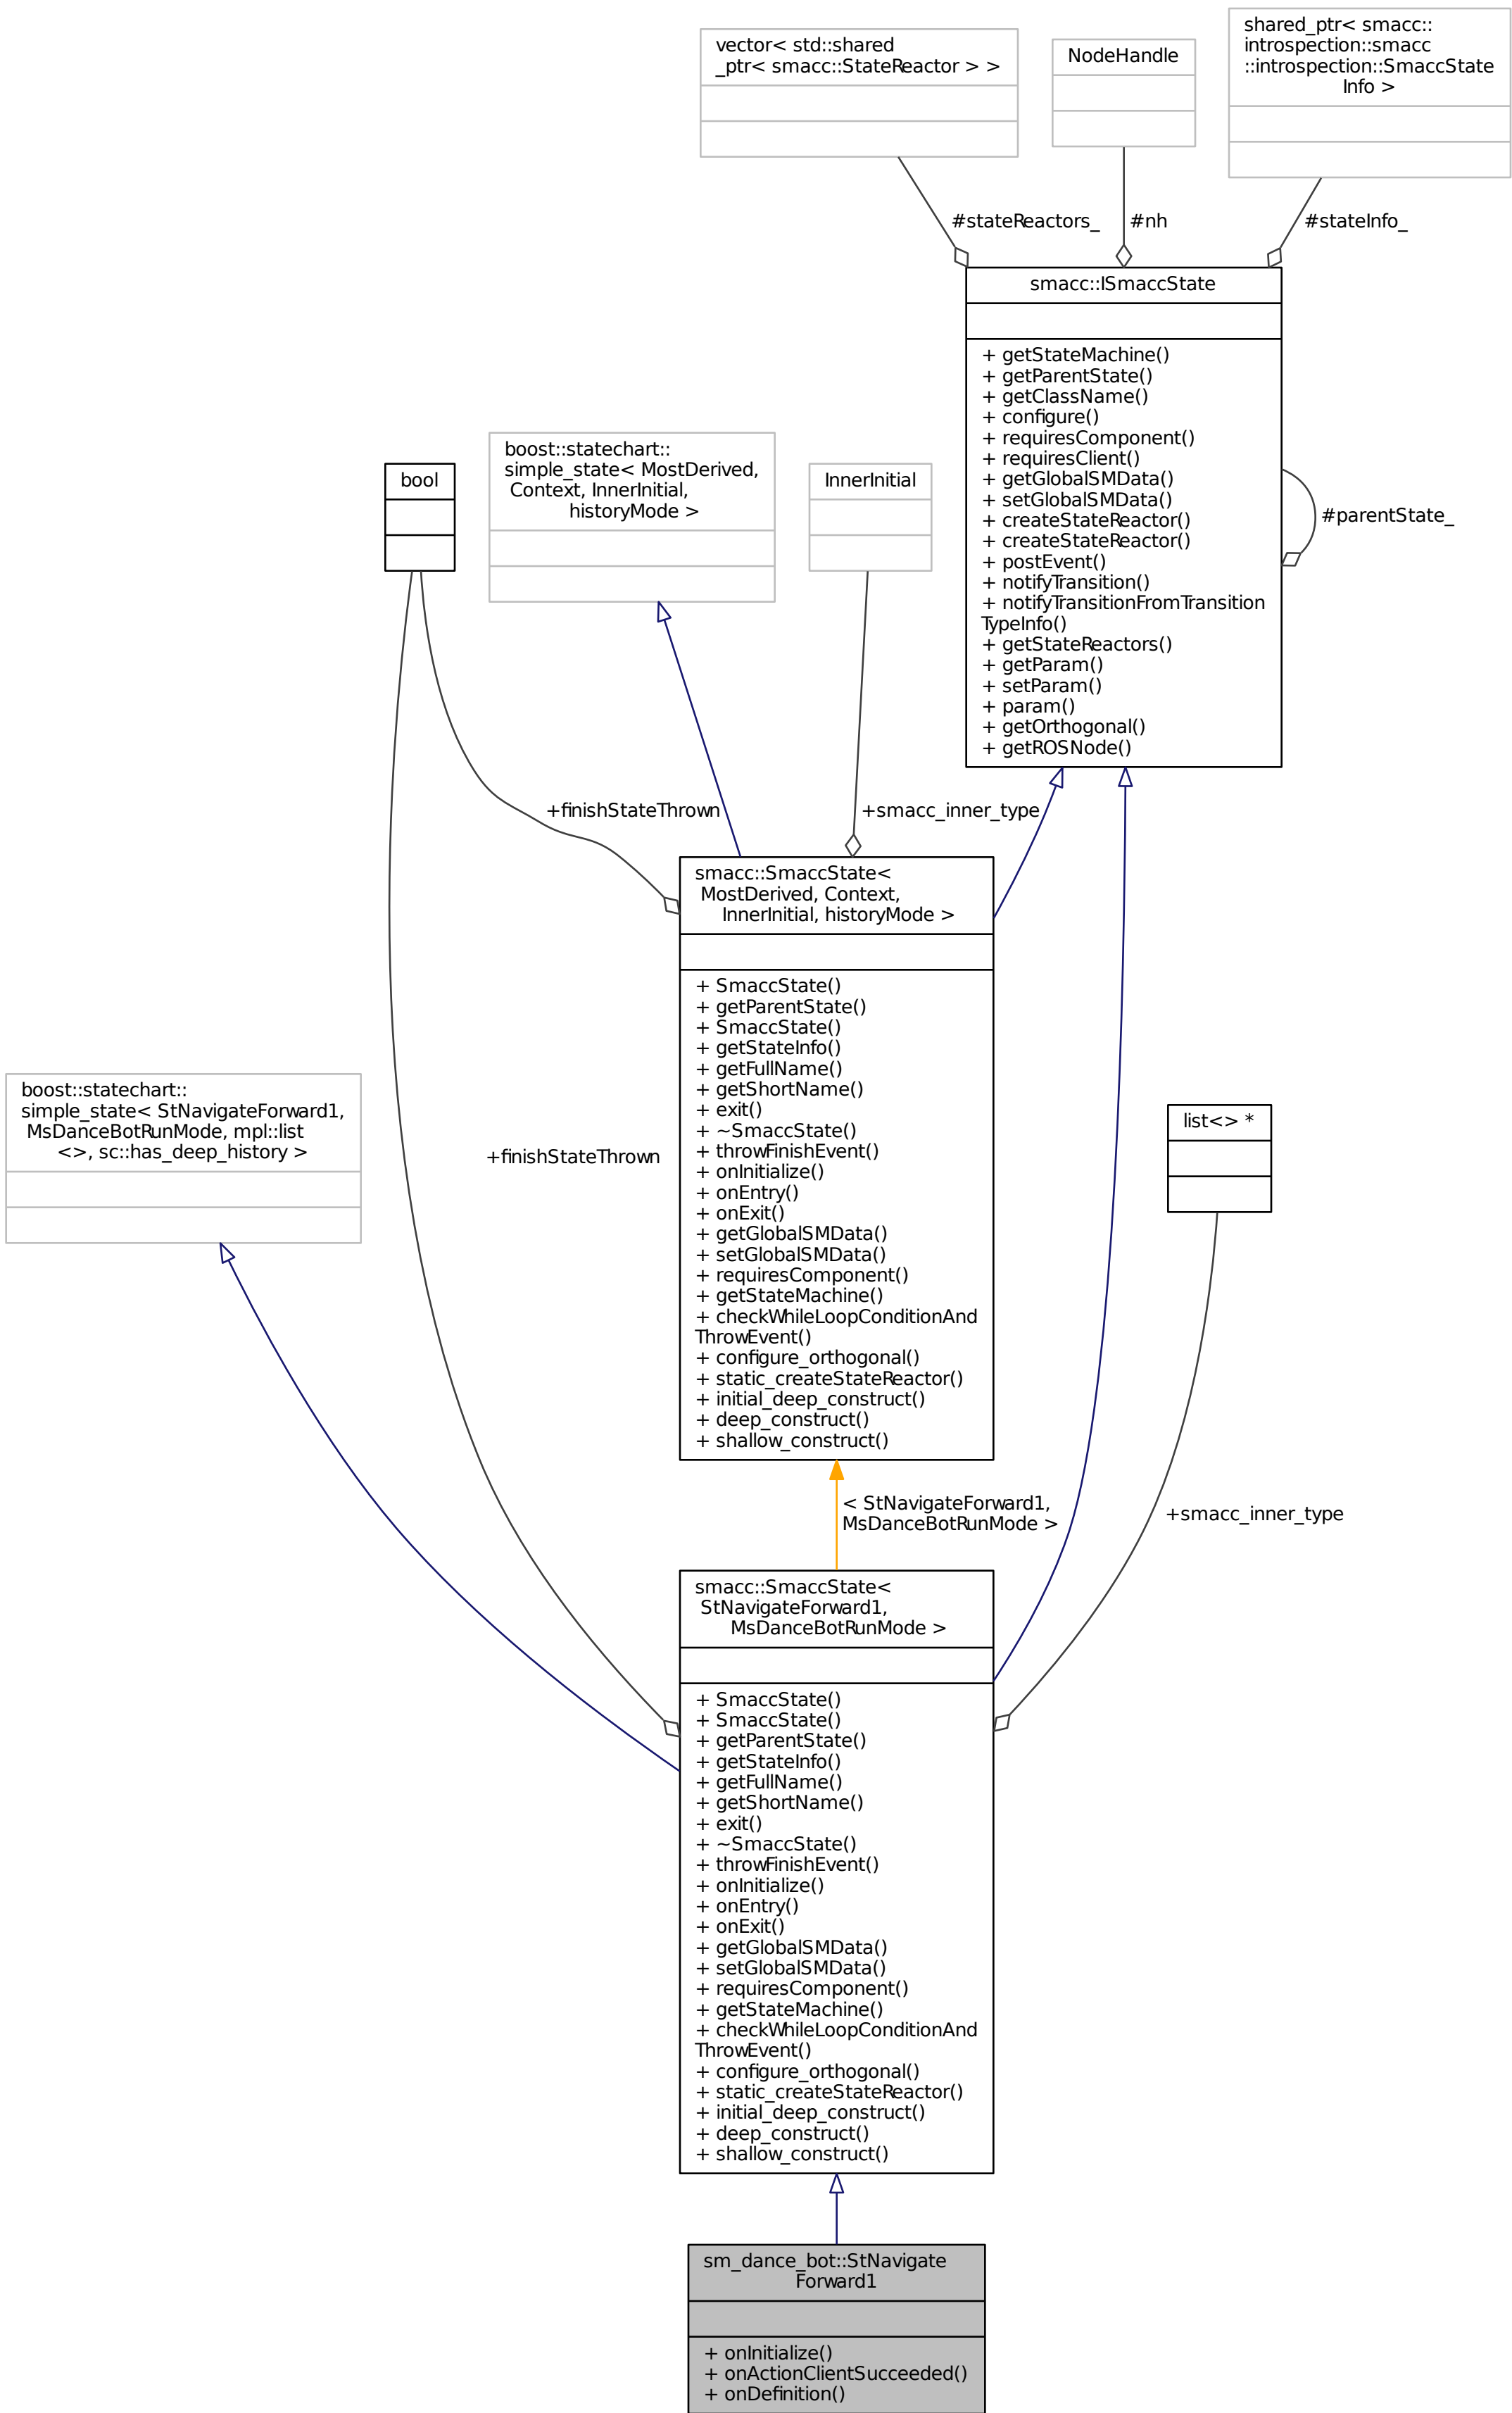 shared_ptr< smacc::
introspection::smacc
::introspection::SmaccState
Info >
vector< std::shared
_ptr< smacc::StateReactor > >
NodeHandle
#stateReactors_
#nh
#stateInfo_
smacc::ISmaccState
+ getStateMachine()
+ getParentState()
+ getClassName()
+ configure()
+ requiresComponent()
+ requiresClient()
+ getGlobalSMData()
+ setGlobalSMData()
+ createStateReactor()
+ createStateReactor()
+ postEvent()
+ notifyTransition()
+ notifyTransitionFromTransition
TypeInfo()
+ getStateReactors()
+ getParam()
+ setParam()
+ param()
+ getOrthogonal()
+ getROSNode()
#parentState_
bool
boost::statechart::
simple_state< MostDerived,
Context, InnerInitial,
historyMode >
InnerInitial
+finishStateThrown
+smacc_inner_type
smacc::SmaccState<
MostDerived, Context,
InnerInitial, historyMode >
+ SmaccState()
+ getParentState()
+ SmaccState()
+ getStateInfo()
+ getFullName()
+ getShortName()
+ exit()
+ ~SmaccState()
+ throwFinishEvent()
+ onInitialize()
+ onEntry()
+ onExit()
+ getGlobalSMData()
+ setGlobalSMData()
+ requiresComponent()
+ getStateMachine()
+ checkWhileLoopConditionAnd
ThrowEvent()
+ configure_orthogonal()
+ static_createStateReactor()
+ initial_deep_construct()
+ deep_construct()
+ shallow_construct()
boost::statechart::
simple_state< StNavigateForward1,
MsDanceBotRunMode, mpl::list
<>, sc::has_deep_history >
+finishStateThrown
list<> *
< StNavigateForward1,
MsDanceBotRunMode >
+smacc_inner_type
smacc::SmaccState<
StNavigateForward1,
MsDanceBotRunMode >
+ SmaccState()
+ SmaccState()
+ getParentState()
+ getStateInfo()
+ getFullName()
+ getShortName()
+ exit()
+ ~SmaccState()
+ throwFinishEvent()
+ onInitialize()
+ onEntry()
+ onExit()
+ getGlobalSMData()
+ setGlobalSMData()
+ requiresComponent()
+ getStateMachine()
+ checkWhileLoopConditionAnd
ThrowEvent()
+ configure_orthogonal()
+ static_createStateReactor()
+ initial_deep_construct()
+ deep_construct()
+ shallow_construct()
sm_dance_bot::StNavigate
Forward1
+ onInitialize()
+ onActionClientSucceeded()
+ onDefinition()